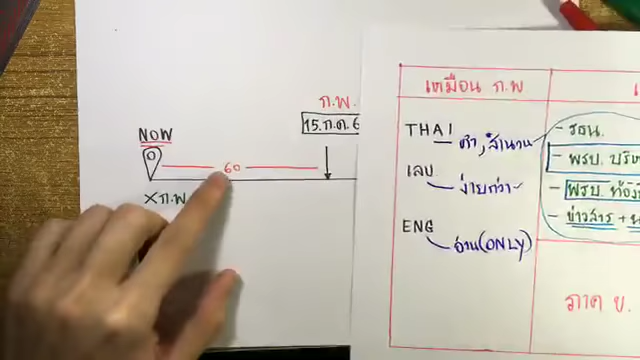 ก.พ.
15.ก.ค.6
NOW
60
Xก.พ
เหมือน ก.พ
THAI
คำ, สำนวน
เลข
ง่ายกว่า
ENG
อ่าน(ONLY)
- รธน.
- พรบ. บริห
- พรบ. ท้องถ
- ข่าวสาร +
ภาค ข.